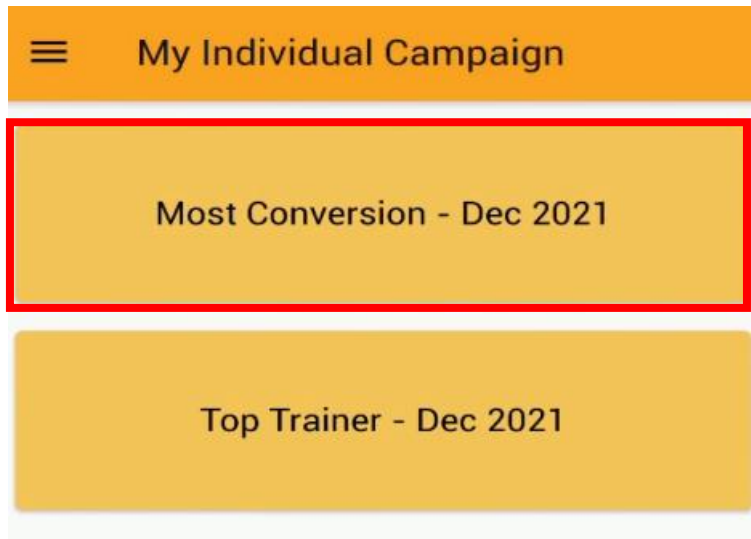 My Individual Campaign
Most Conversion - Dec 2021
Top Trainer - Dec 2021